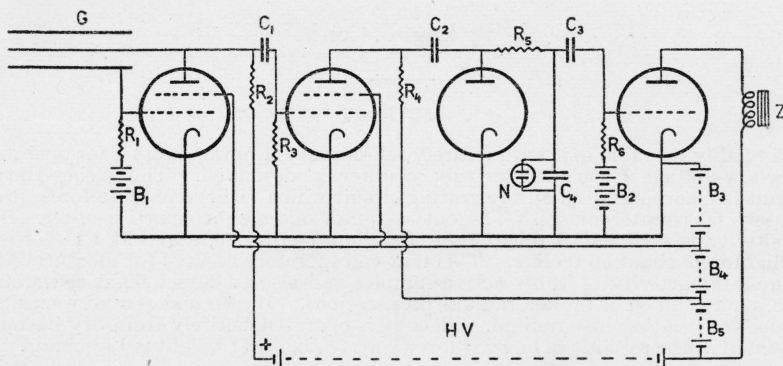 G
C₁
C₂
R₅
C₃
R₂
R₄
R₁
R₃
R₆
Z
N
C₄
B₁
B₂
B₃
B₄
HV
B₅
+